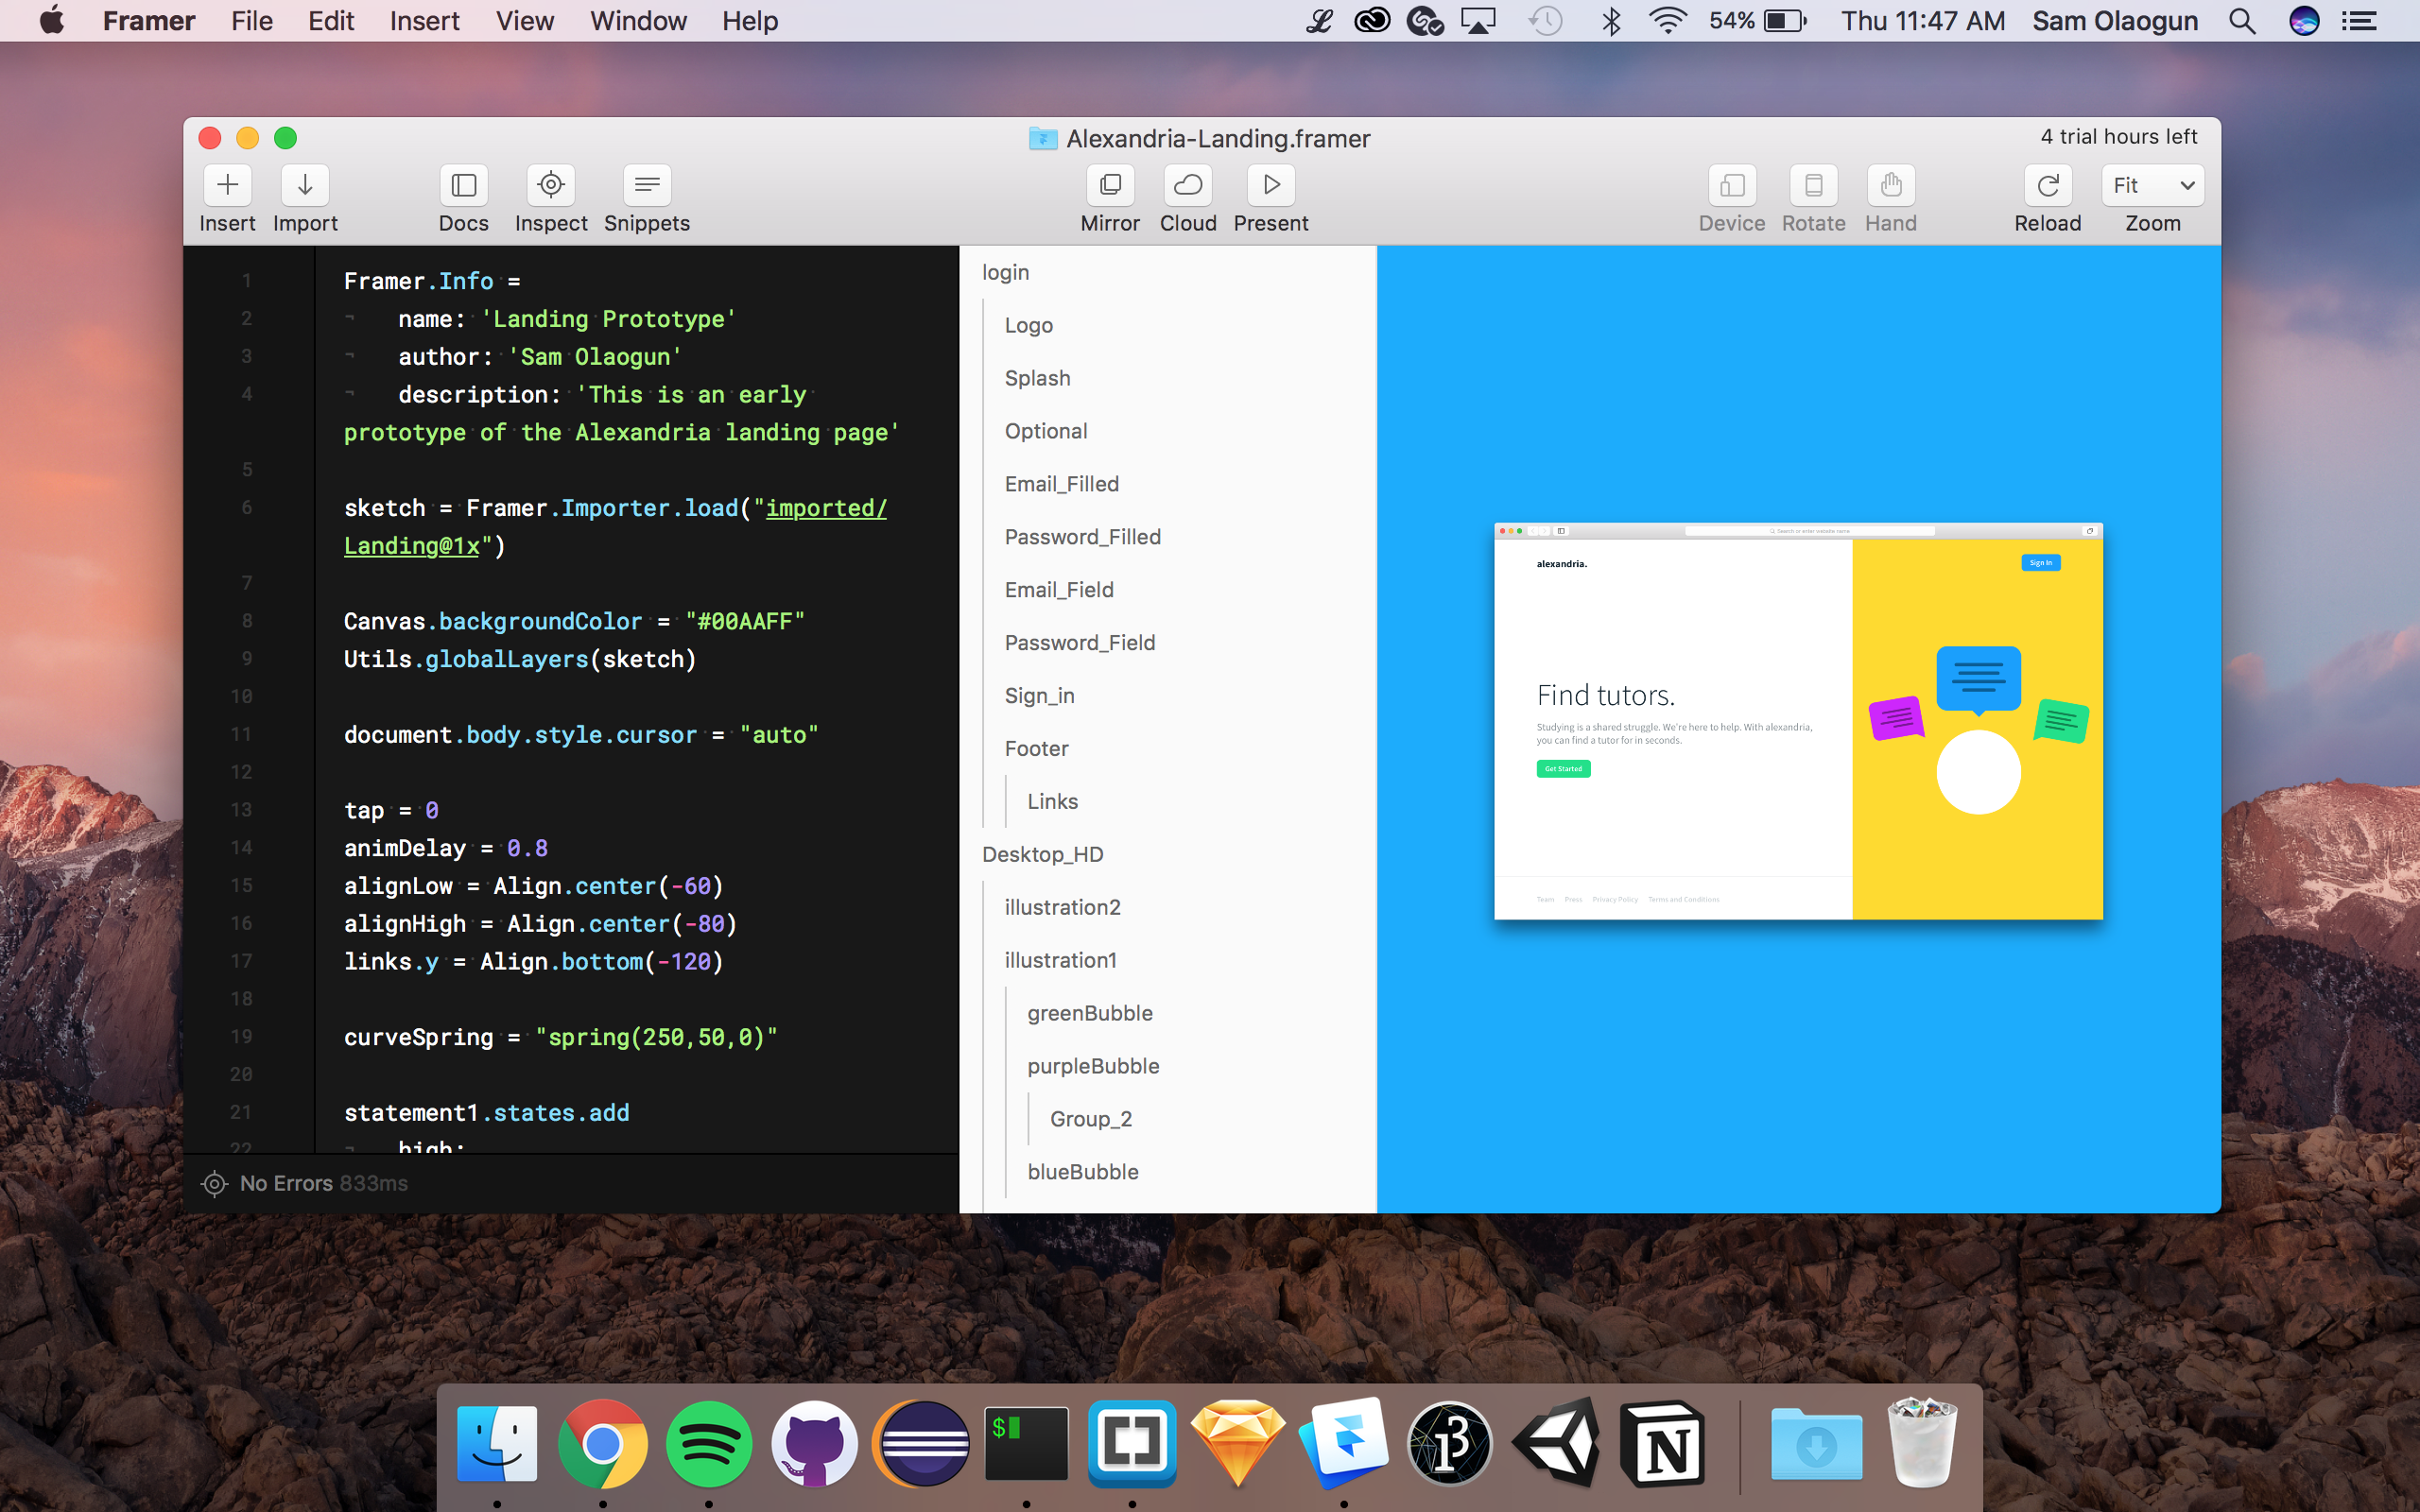 Framer File Edit Insert View Window Help
54% Thu 11:47 AM Sam Olaogun
Alexandria-Landing.framer
4 trial hours left
Insert Import Docs Inspect Snippets Mirror Cloud Present Device Rotate Hand Reload Zoom
Fit
1 Framer.Info =
2 name: 'Landing Prototype'
3 author: 'Sam Olaogun'
4 description: 'This is an early
prototype of the Alexandria landing page'
5
6 sketch = Framer.Importer.load("imported/
Landing@1x")
7
8 Canvas.backgroundColor = "#00AAFF"
9 Utils.globalLayers(sketch)
10
11 document.body.style.cursor = "auto"
12
13 tap = 0
14 animDelay = 0.8
15 alignLow = Align.center(-60)
16 alignHigh = Align.center(-80)
17 links.y = Align.bottom(-120)
18
19 curveSpring = "spring(250,50,0)"
20
21 statement1.states.add
22 high:
No Errors 833ms
login
Logo
Splash
Optional
Email_Filled
Password_Filled
Email_Field
Password_Field
Sign_in
Footer
Links
Desktop_HD
illustration2
illustration1
greenBubble
purpleBubble
Group_2
blueBubble
Search or enter website name
alexandria.
Sign In
Find tutors.
Studying is a shared struggle. We're here to help. With alexandria,
you can find a tutor for in seconds.
Get Started
Team Press Privacy Policy Terms and Conditions
$